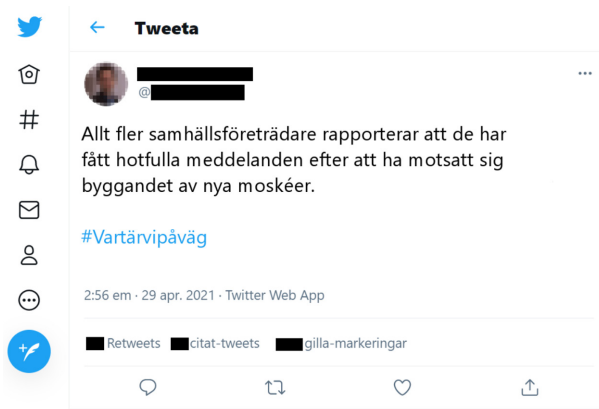 Tweeta
@
Allt fler samhällsföreträdare rapporterar att de har
fått hotfulla meddelanden efter att ha motsatt sig
byggandet av nya moskéer.
#Vartärvipåväg
2:56 em · 29 apr. 2021 · Twitter Web App
Retweets citat-tweets gilla-markeringar